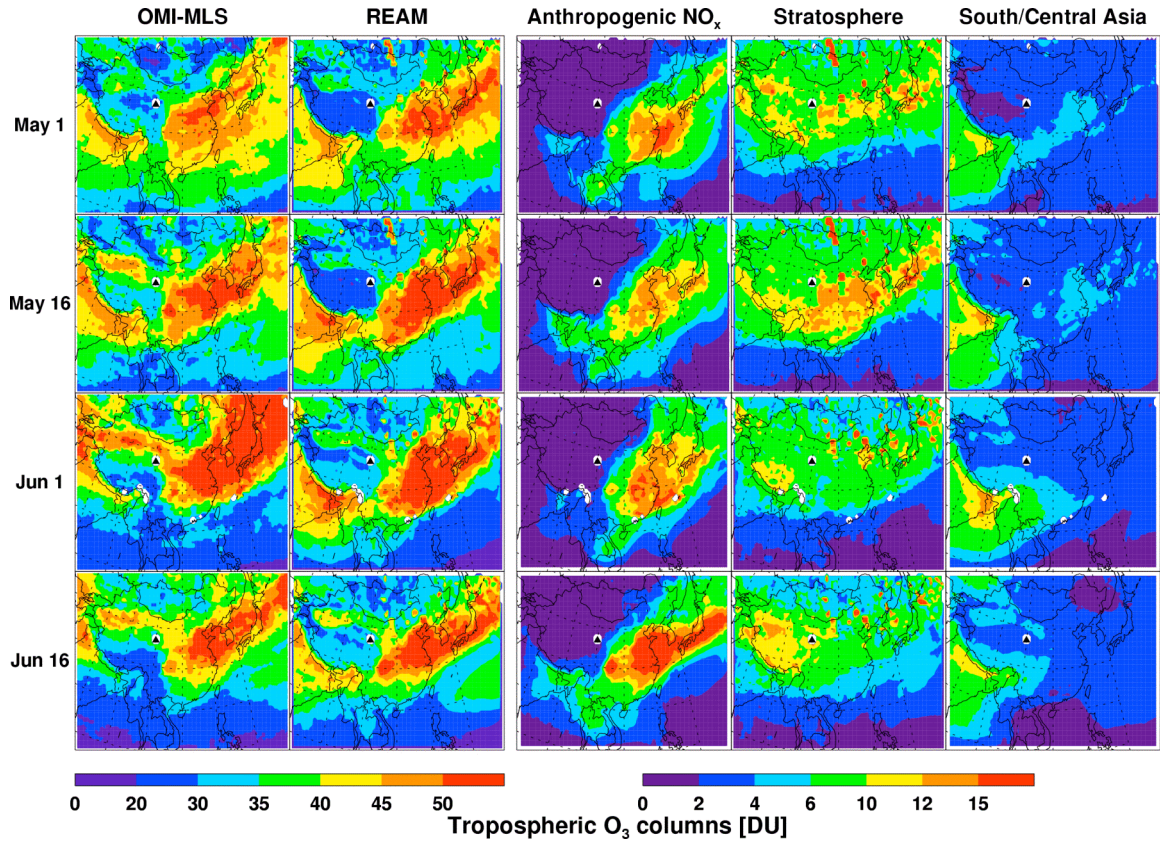 OMI-MLS REAM Anthropogenic NOx Stratosphere South/Central Asia
May 1
May 16
Jun 1
Jun 16
0 20 30 35 40 45 50 0 2 4 6 10 12 15
Tropospheric O3 columns [DU]